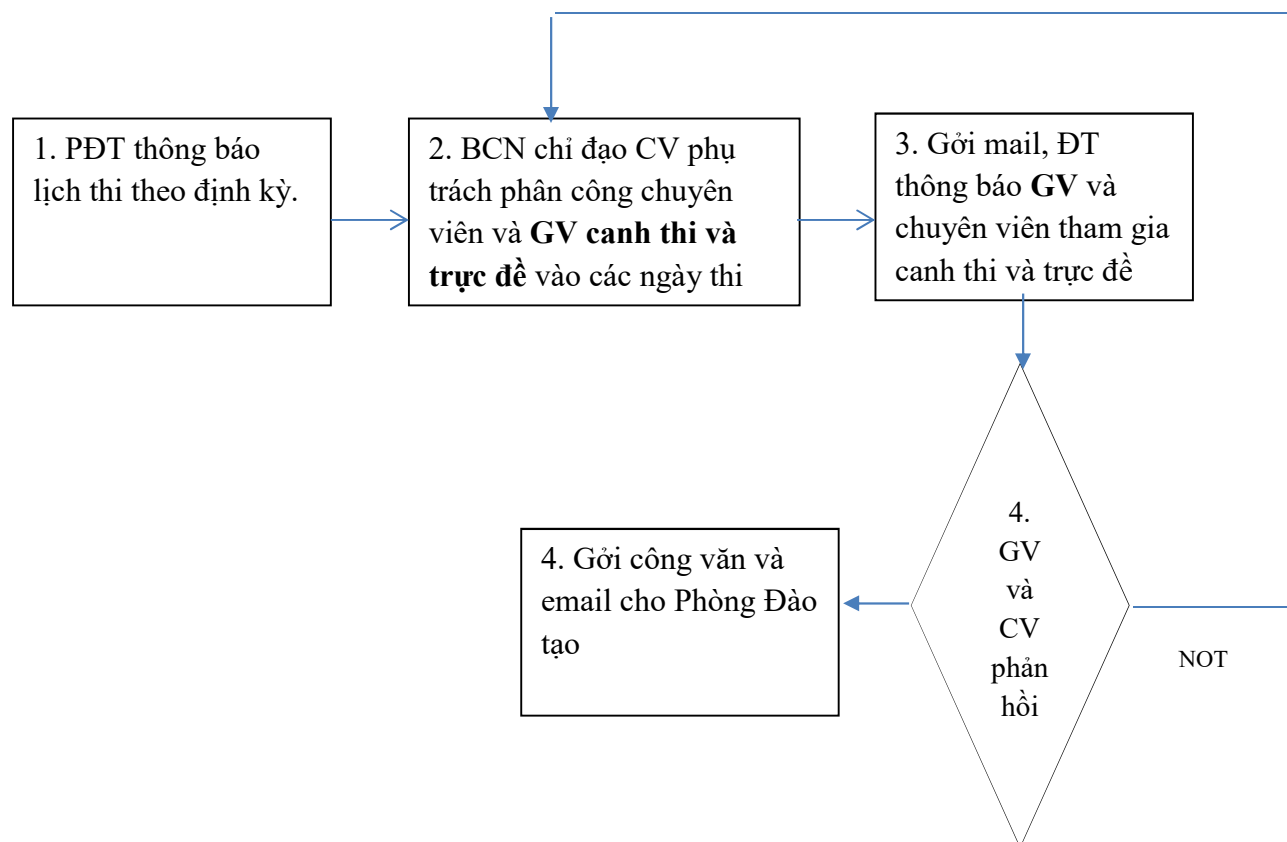 1. PĐT thông báo
lịch thi theo định kỳ.
2. BCN chỉ đạo CV phụ
trách phân công chuyên
viên và GV canh thi và
trực đề vào các ngày thi
3. Gởi mail, ĐT
thông báo GV và
chuyên viên tham gia
canh thi và trực đề
4.
GV
và
CV
phản
hồi
4. Gởi công văn và
email cho Phòng Đào
tạo
NOT